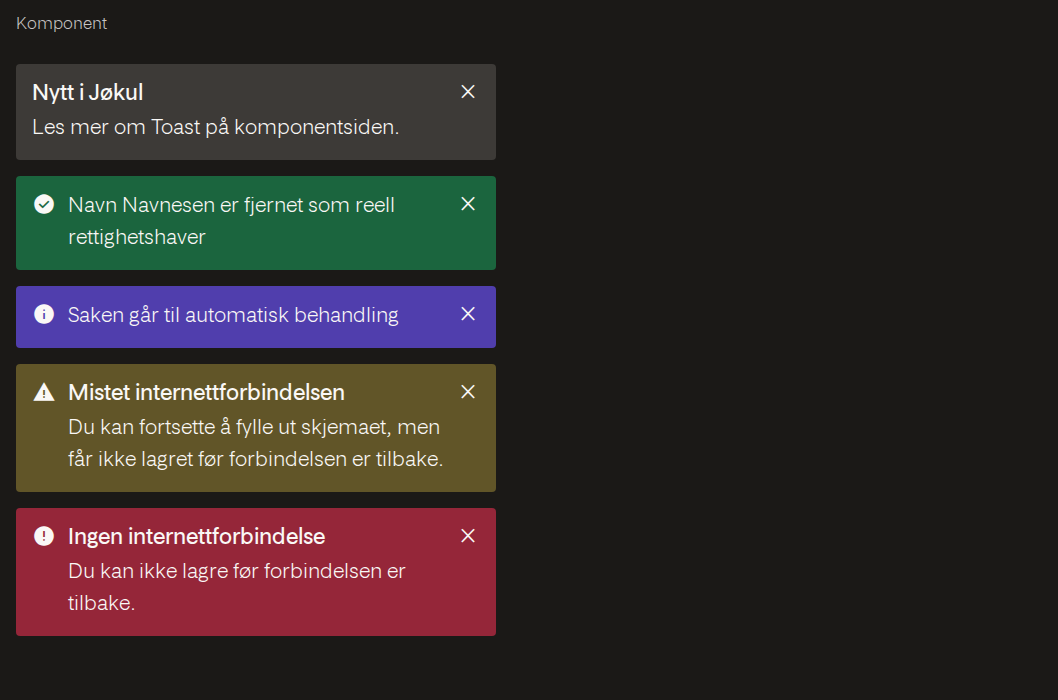 Komponent
Nytt i Jøkul
Les mer om Toast på komponentsiden.
Navn Navnesen er fjernet som reell
rettighetshaver
Saken går til automatisk behandling
Mistet internettforbindelsen
Du kan fortsette å fylle ut skjemaet, men
får ikke lagret før forbindelsen er tilbake.
Ingen internettforbindelse
Du kan ikke lagre før forbindelsen er
tilbake.